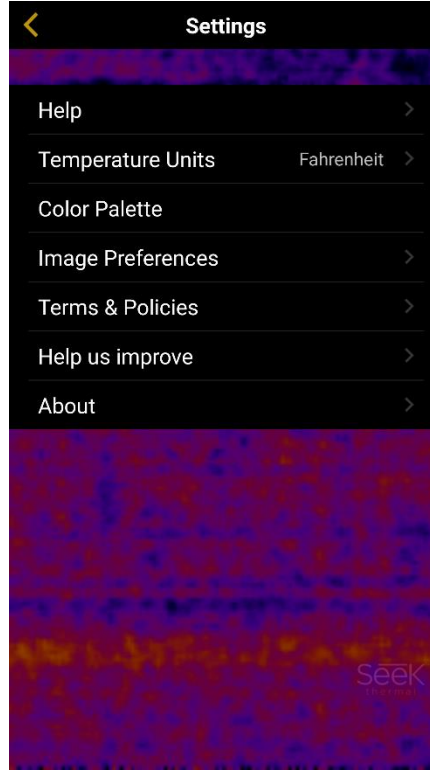 Settings
Help
Temperature Units Fahrenheit
Color Palette
Image Preferences
Terms & Policies
Help us improve
About
Seek
thermal